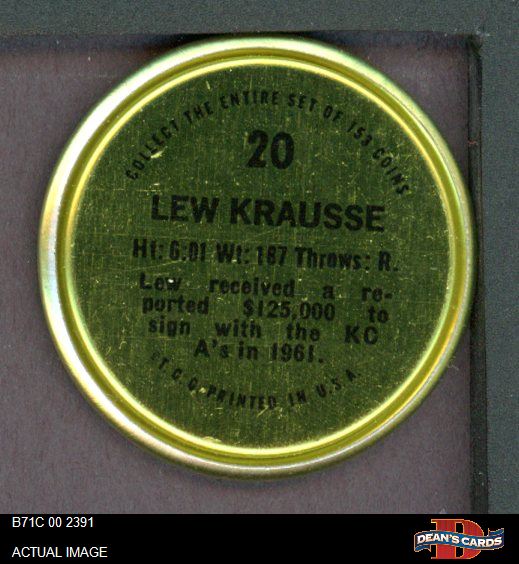 COLLECT THE ENTIRE SET OF 153 COINS
20
LEW KRAUSSE
Ht: 6:01 Wt: 187 Throws: R.
Lew received a re-
ported $125,000 to
sign with the KC
A's in 1961.
©T.C.G. PRINTED IN U.S.A.
B71C 00 2391
ACTUAL IMAGE
D
DEAN'S CARDS